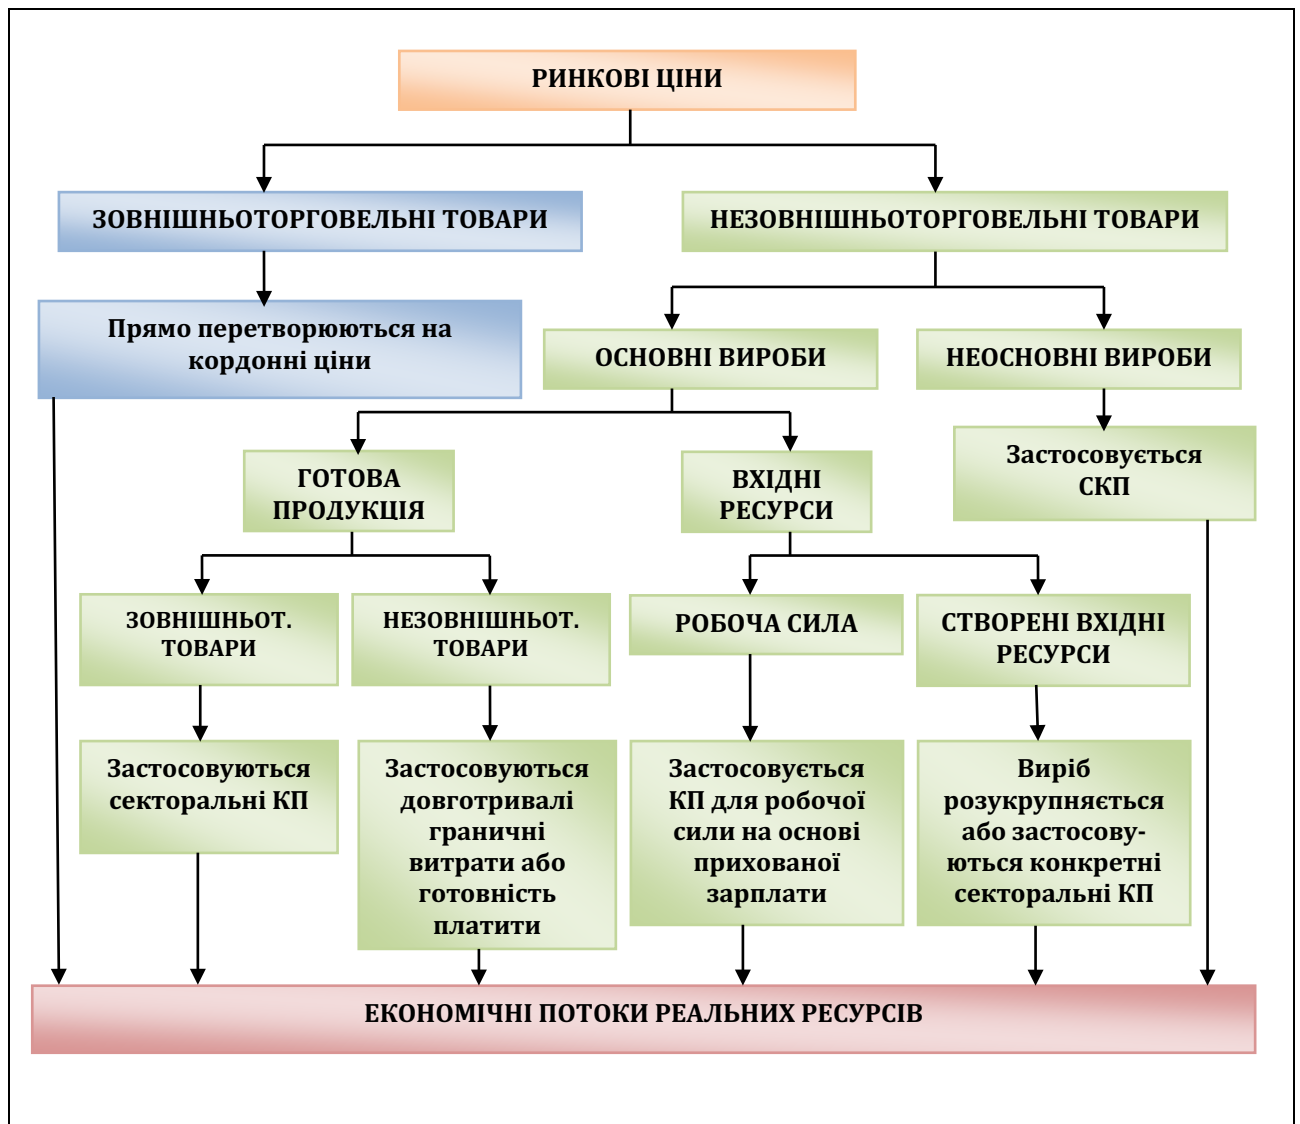 РИНКОВІ ЦІНИ
ЗОВНІШНЬОТОРГОВЕЛЬНІ ТОВАРИ
НЕЗОВНІШНЬОТОРГОВЕЛЬНІ ТОВАРИ
Прямо перетворюються на
кордонні ціни
ОСНОВНІ ВИРОБИ
НЕОСНОВНІ ВИРОБИ
ГОТОВА
ПРОДУКЦІЯ
ВХІДНІ
РЕСУРСИ
Застосовується
СКП
ЗОВНІШНЬОТ.
ТОВАРИ
НЕЗОВНІШНЬОТ.
ТОВАРИ
РОБОЧА СИЛА
СТВОРЕНІ ВХІДНІ
РЕСУРСИ
Застосовуються
секторальні КП
Застосовуються
довготривалі
граничні
витрати або
готовність
платити
Застосовується
КП для робочої
сили на основі
прихованої
зарплати
Виріб
розукрупняється
або застосову-
ються конкретні
секторальні КП
ЕКОНОМІЧНІ ПОТОКИ РЕАЛЬНИХ РЕСУРСІВ